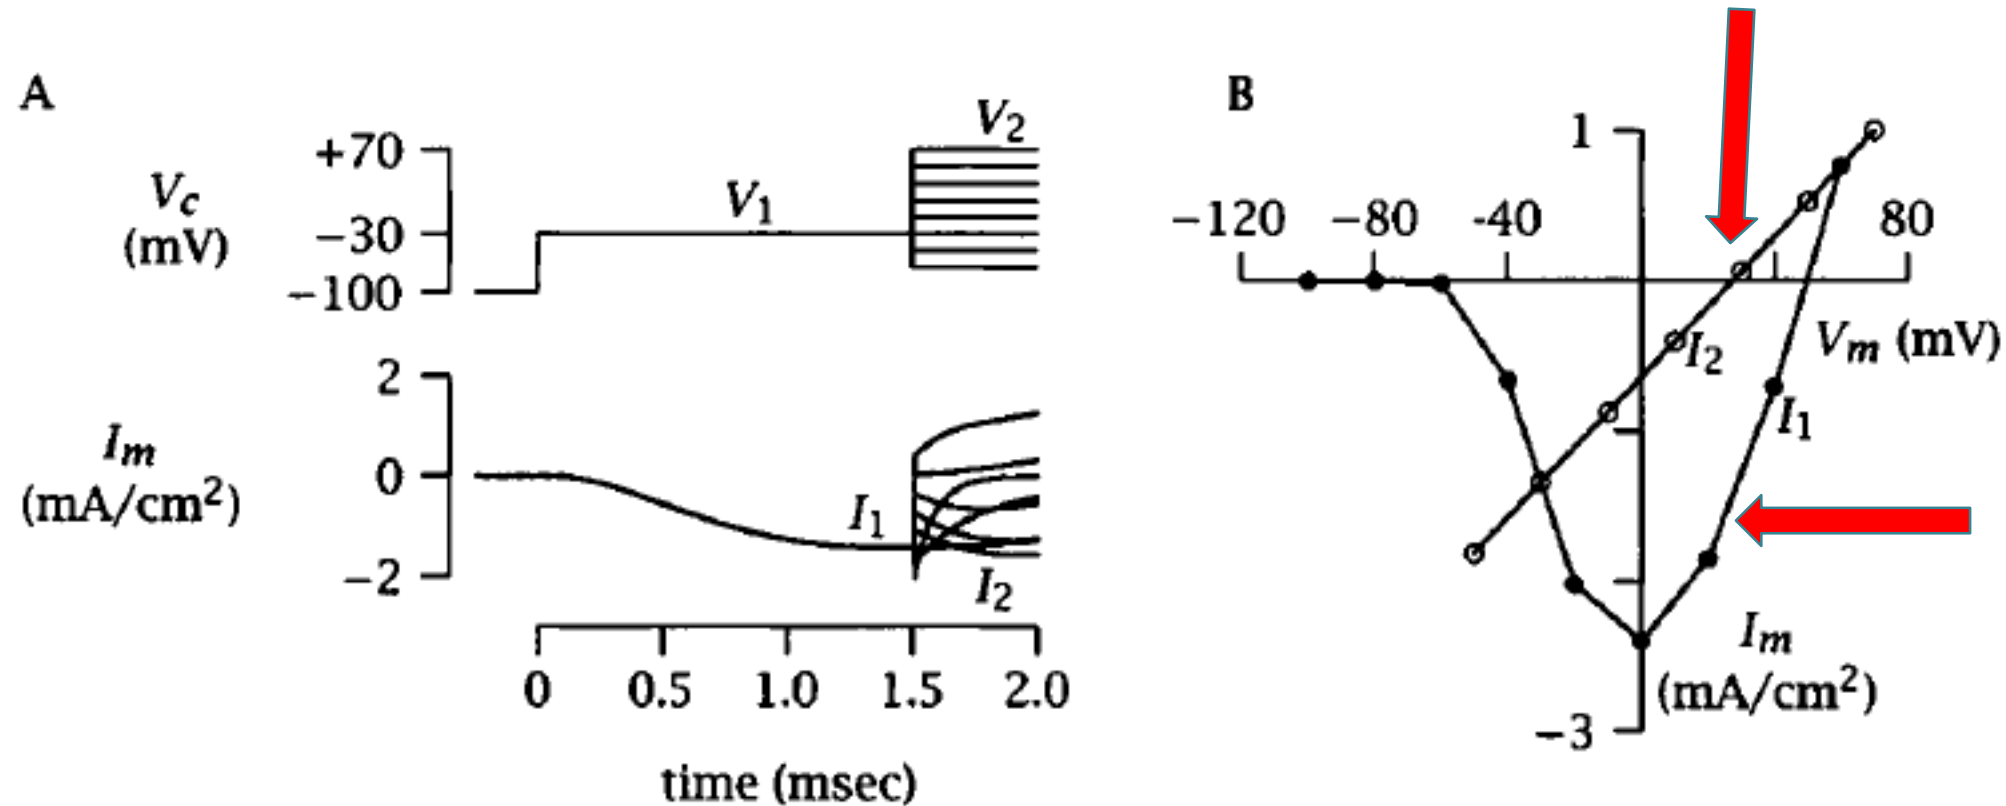 A
V2
+70
Vc
(mV)
V1
−30
−100
2
Im
(mA/cm²)
0
I1
−2
I2
0 0.5 1.0 1.5 2.0
time (msec)
B
1
−120 −80 -40 80
I2
Vm (mV)
I1
Im
(mA/cm²)
−3